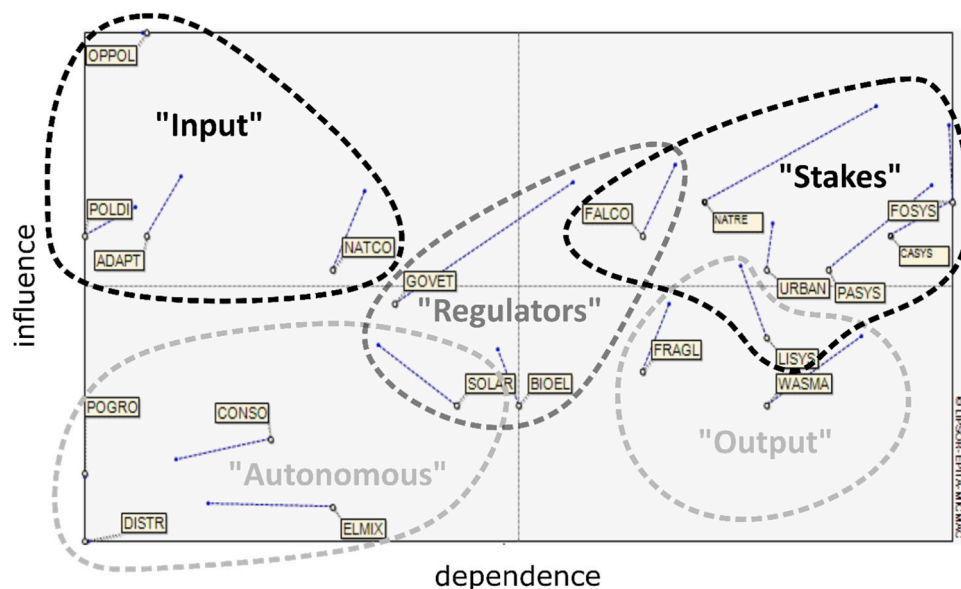 OPPOL
"Input"
"Stakes"
POLDI
ADAPT
NATCO
FALCO
NATRE
FOSYS
CASYS
GOVET
URBAN
PASYS
"Regulators"
FRAGL
LISYS
SOLAR
BIOEL
WASMA
POGRO
CONSO
"Autonomous"
"Output"
DISTR
ELMIX
influence
dependence